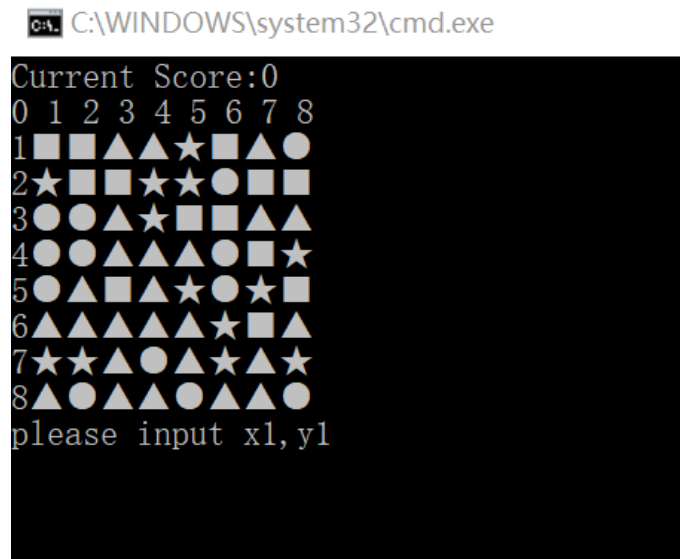 C:\WINDOWS\system32\cmd.exe
Current Score:0
0 1 2 3 4 5 6 7 8
1■■▲▲★■▲●
2★■■★★●■■
3●●▲★■■▲▲
4●●▲▲▲●■★
5●▲■▲★●★■
6▲▲▲▲▲★■▲
7★★▲●▲★▲★
8▲●▲▲●▲▲●
please input x1,y1